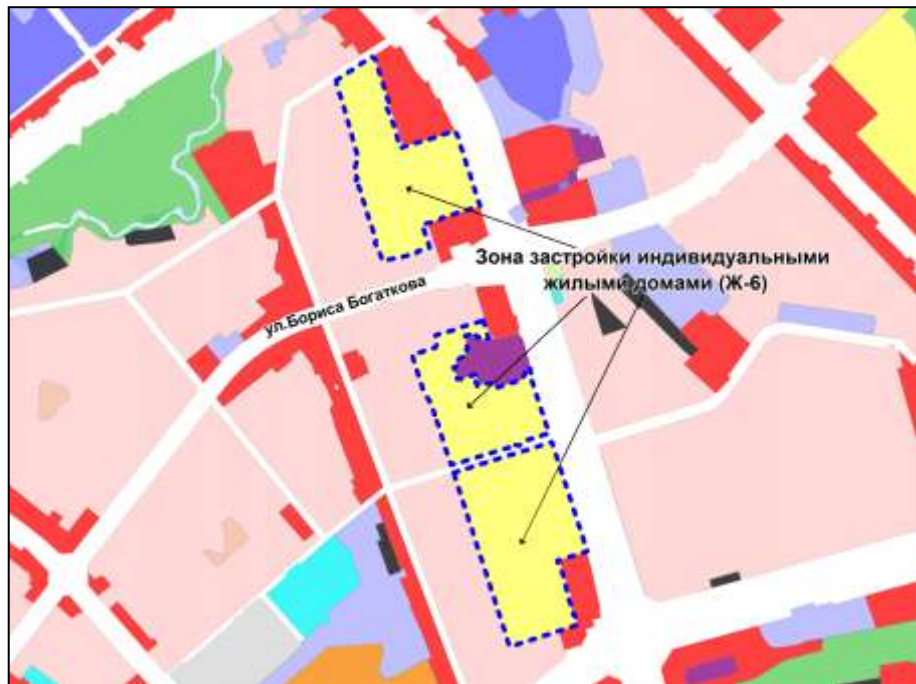 Зона застройки индивидуальными
жилыми домами (Ж-6)
ул.Бориса Богаткова